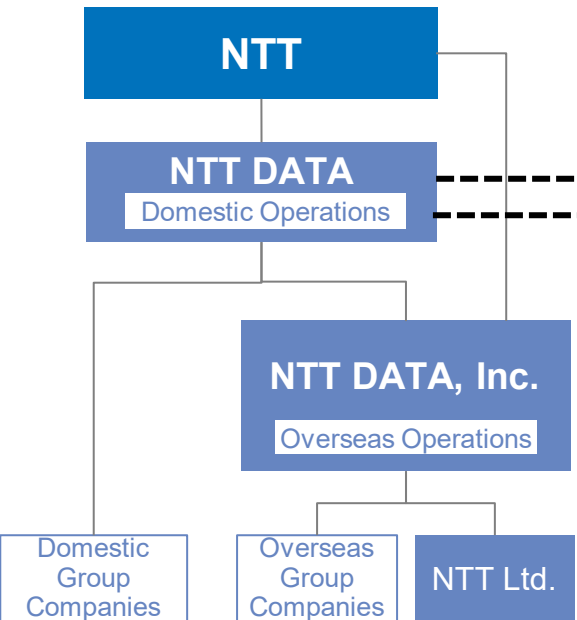 NTT
NTT DATA
Domestic Operations
NTT DATA, Inc.
Overseas Operations
Domestic
Group
Companies
Overseas
Group
Companies
NTT Ltd.